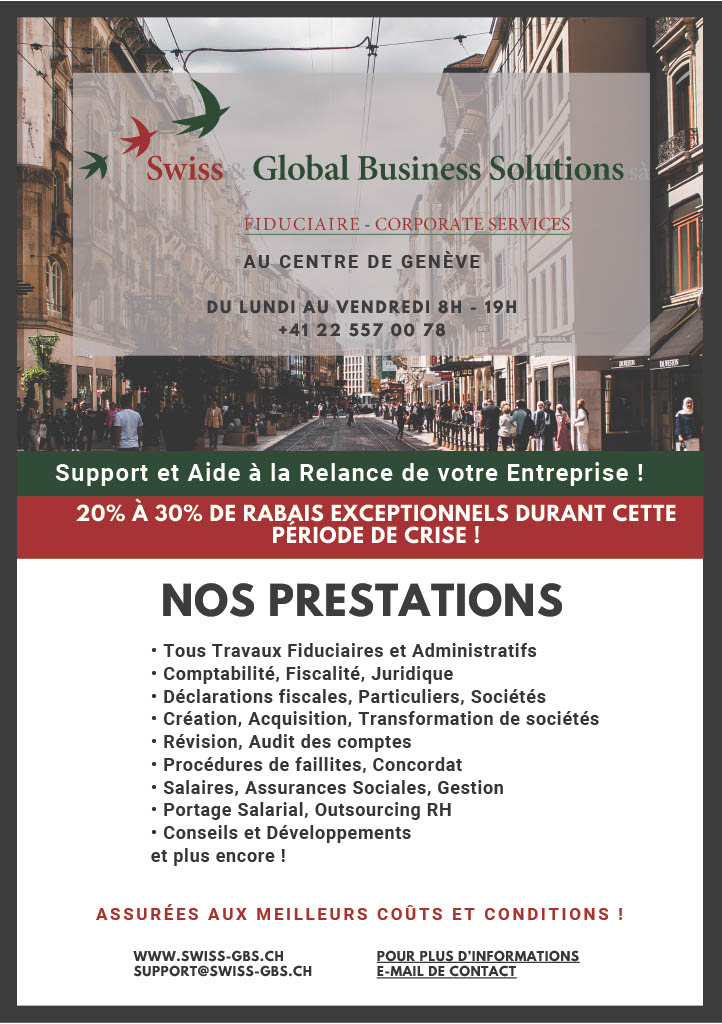 Swiss & Global Business Solutions sà
FIDUCIAIRE - CORPORATE SERVICES
AU CENTRE DE GENÈVE
DU LUNDI AU VENDREDI 8H - 19H
+41 22 557 00 78
Support et Aide à la Relance de votre Entreprise !
20% À 30% DE RABAIS EXCEPTIONNELS DURANT CETTE
PÉRIODE DE CRISE !
NOS PRESTATIONS
• Tous Travaux Fiduciaires et Administratifs
• Comptabilité, Fiscalité, Juridique
• Déclarations fiscales, Particuliers, Sociétés
• Création, Acquisition, Transformation de sociétés
• Révision, Audit des comptes
• Procédures de faillites, Concordat
• Salaires, Assurances Sociales, Gestion
• Portage Salarial, Outsourcing RH
• Conseils et Développements
et plus encore !
ASSURÉES AUX MEILLEURS COÛTS ET CONDITIONS !
WWW.SWISS-GBS.CH
SUPPORT@SWISS-GBS.CH
POUR PLUS D'INFORMATIONS
E-MAIL DE CONTACT